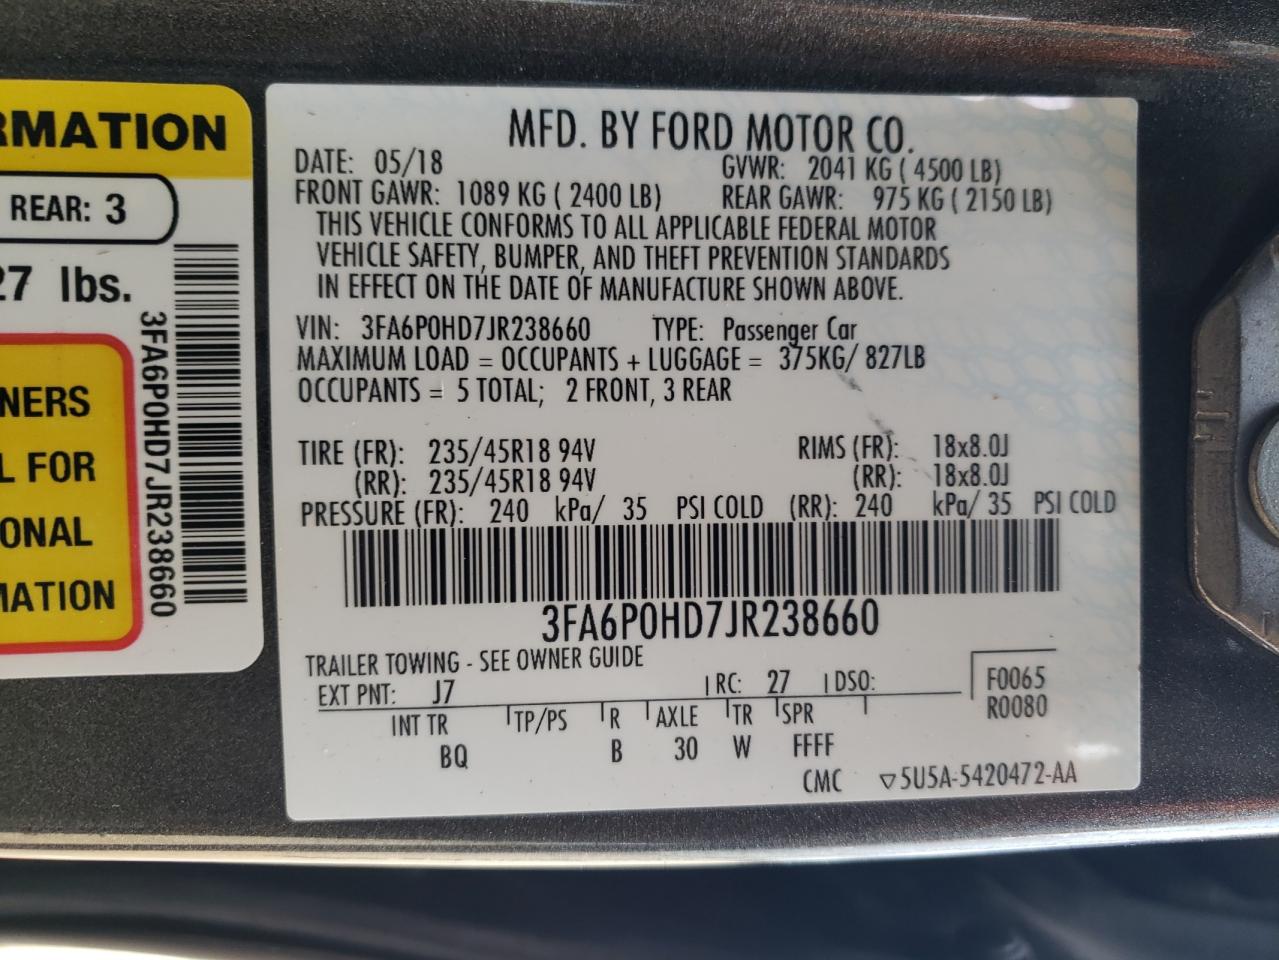 RMATION
REAR: 3
27 lbs.
NERS
L FOR
ONAL
MATION
3FA6P0HD7JR238660
MFD. BY FORD MOTOR CO.
DATE: 05/18 GVWR: 2041 KG ( 4500 LB)
FRONT GAWR: 1089 KG ( 2400 LB) REAR GAWR: 975 KG ( 2150 LB)
THIS VEHICLE CONFORMS TO ALL APPLICABLE FEDERAL MOTOR
VEHICLE SAFETY, BUMPER, AND THEFT PREVENTION STANDARDS
IN EFFECT ON THE DATE OF MANUFACTURE SHOWN ABOVE.
VIN: 3FA6P0HD7JR238660 TYPE: Passenger Car
MAXIMUM LOAD = OCCUPANTS + LUGGAGE = 375KG/ 827LB
OCCUPANTS = 5 TOTAL; 2 FRONT, 3 REAR
TIRE (FR): 235/45R18 94V RIMS (FR): 18x8.0J
(RR): 235/45R18 94V (RR): 18x8.0J
PRESSURE (FR): 240 kPa/ 35 PSI COLD (RR): 240 kPa/ 35 PSI COLD
3FA6P0HD7JR238660
TRAILER TOWING - SEE OWNER GUIDE
EXT PNT: J7 RC: 27 DSO: F0065
R0080
INT TR TP/PS R AXLE TR SPR
BQ B 30 W FFFF
CMC ▽5U5A-5420472-AA